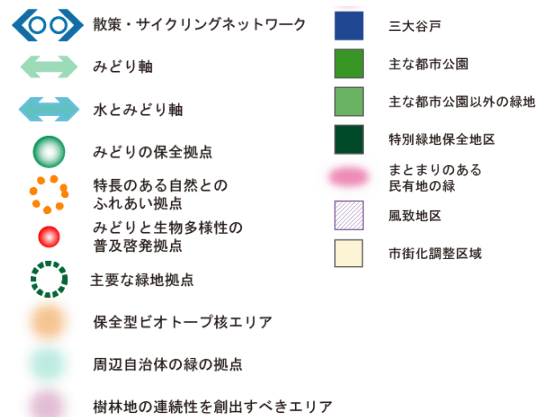 散策・サイクリングネットワーク
みどり軸
水とみどり軸
みどりの保全拠点
特長のある自然との
ふれあい拠点
みどりと生物多様性の
普及啓発拠点
主要な緑地拠点
保全型ビオトープ核エリア
周辺自治体の緑の拠点
樹林地の連続性を創出すべきエリア
三大谷戸
主な都市公園
主な都市公園以外の緑地
特別緑地保全地区
まとまりのある
民有地の緑
風致地区
市街化調整区域